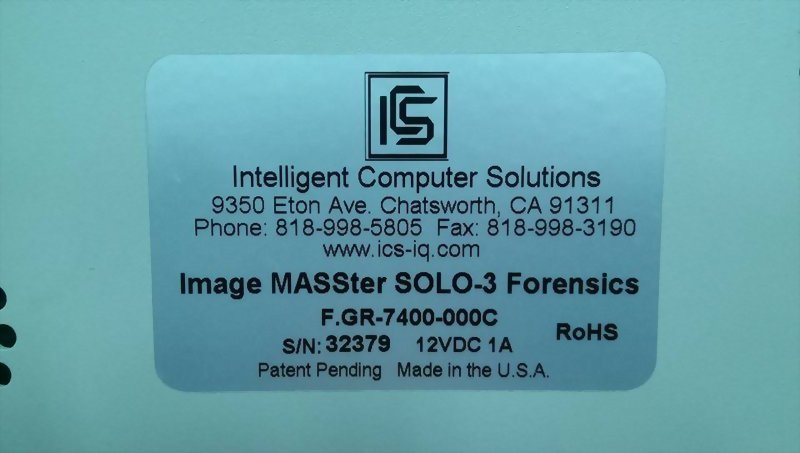 ICS
Intelligent Computer Solutions
9350 Eton Ave. Chatsworth, CA 91311
Phone: 818-998-5805 Fax: 818-998-3190
www.ics-iq.com
Image MASSter SOLO-3 Forensics
F.GR-7400-000C
RoHS
S/N: 32379 12VDC 1A
Patent Pending Made in the U.S.A.